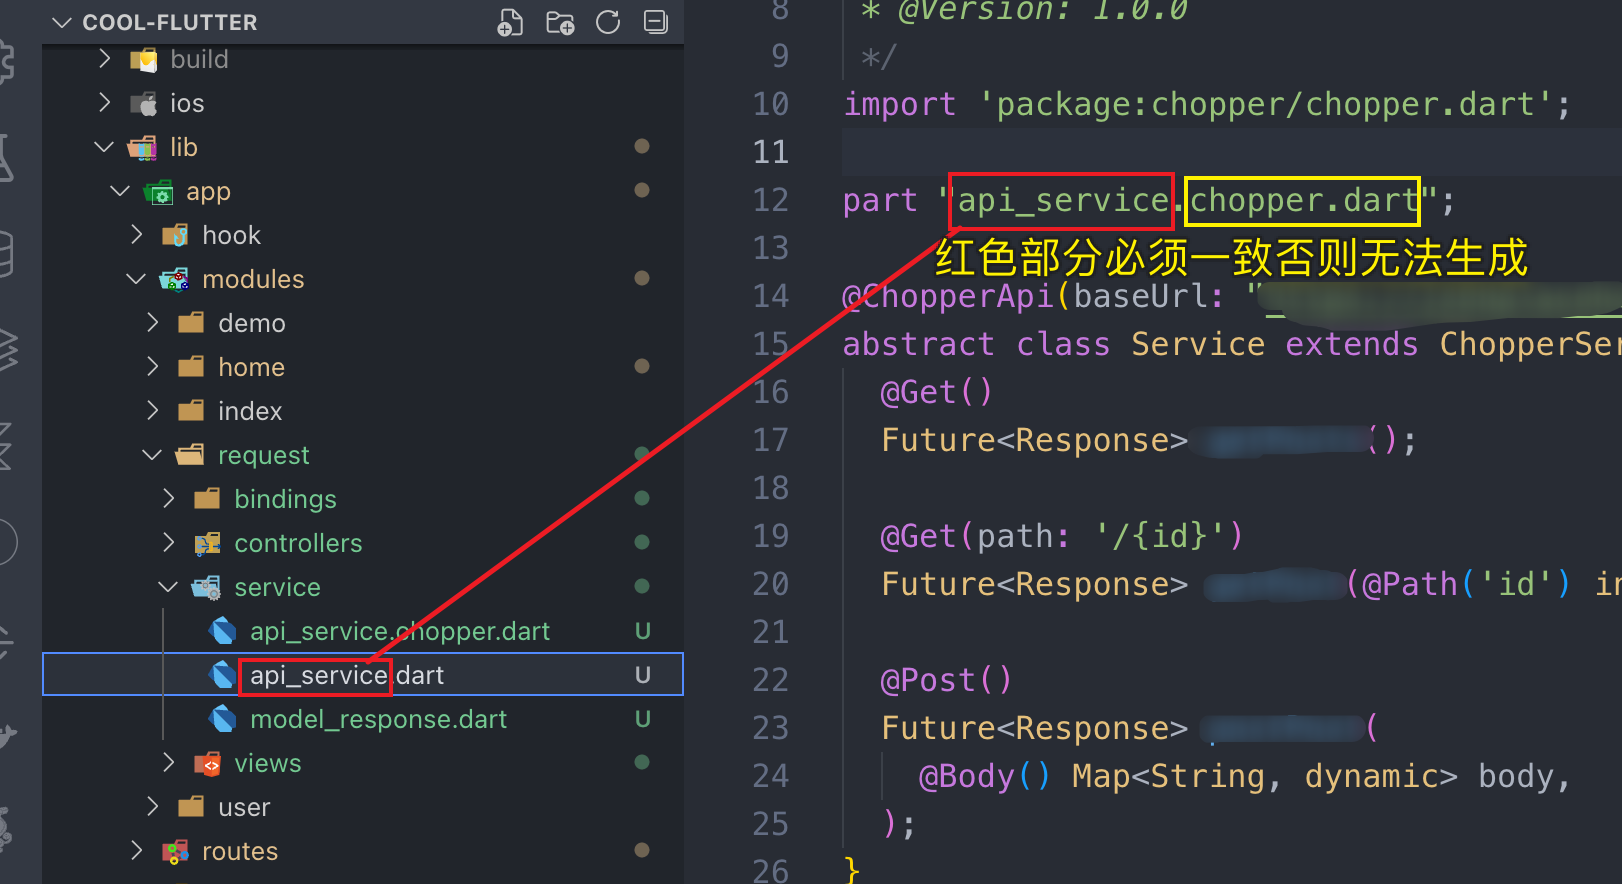 COOL-FLUTTER
build
ios
lib
app
hook
modules
demo
home
index
request
bindings
controllers
service
api_service.chopper.dart U
api_service.dart U
model_response.dart U
views
user
routes
8 * @Version: 1.0.0
9 */
10 import 'package:chopper/chopper.dart';
11
12 part "api_service.chopper.dart";
13
红色部分必须一致否则无法生成
14 @ChopperApi(baseUrl: "
15 abstract class Service extends ChopperSer
16 @Get()
17 Future<Response> ();
18
19 @Get(path: '/{id}')
20 Future<Response> (@Path('id') in
21
22 @Post()
23 Future<Response> (
24 @Body() Map<String, dynamic> body,
25 );
26 }